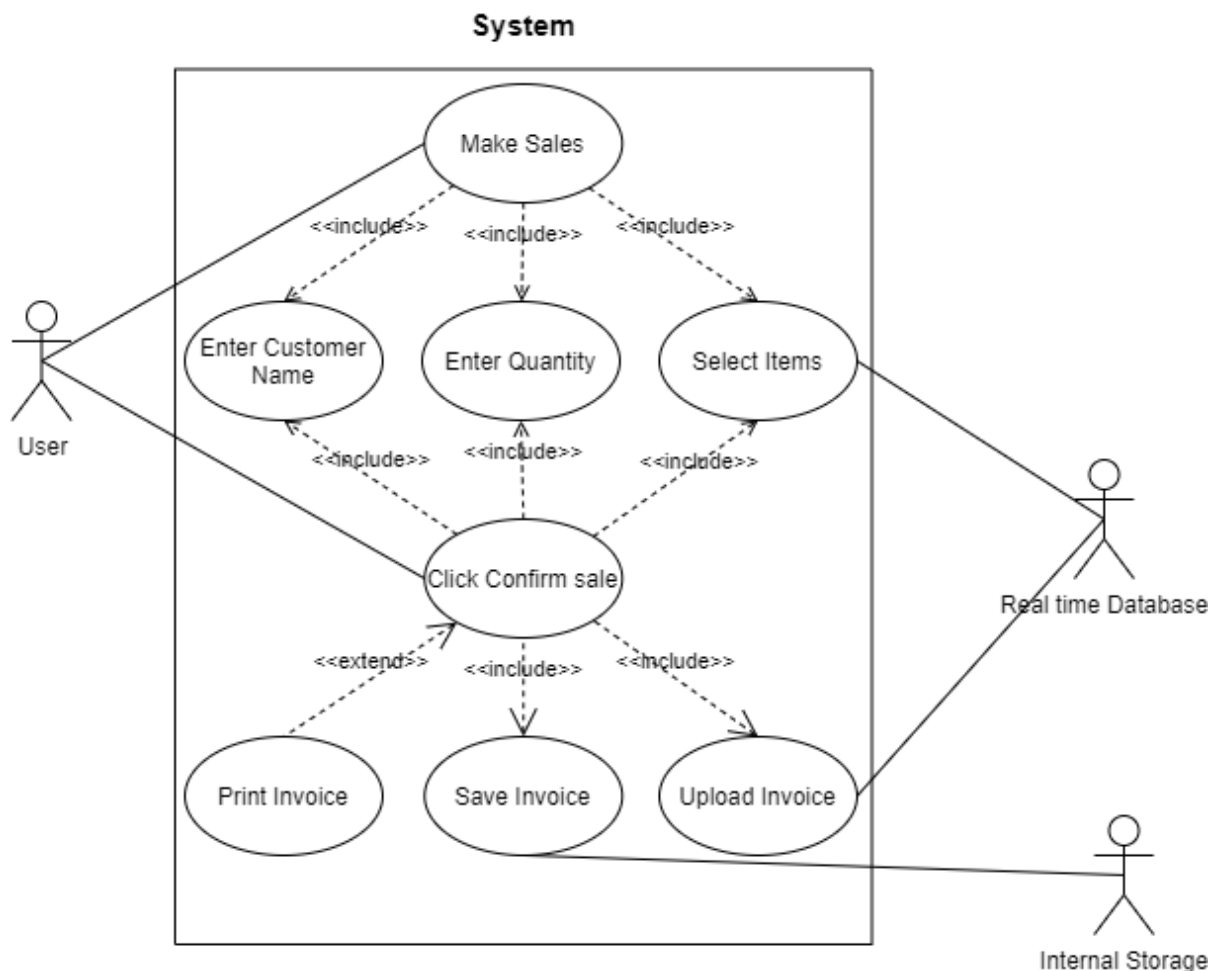 System
Make Sales
<<include>>
<<include>>
<<include>>
Enter Customer
Name
Enter Quantity
Select Items
User
<<include>>
<<include>>
<<include>>
Click Confirm sale
Real time Database
<<extend>>
<<include>>
<<include>>
Print Invoice
Save Invoice
Upload Invoice
Internal Storage